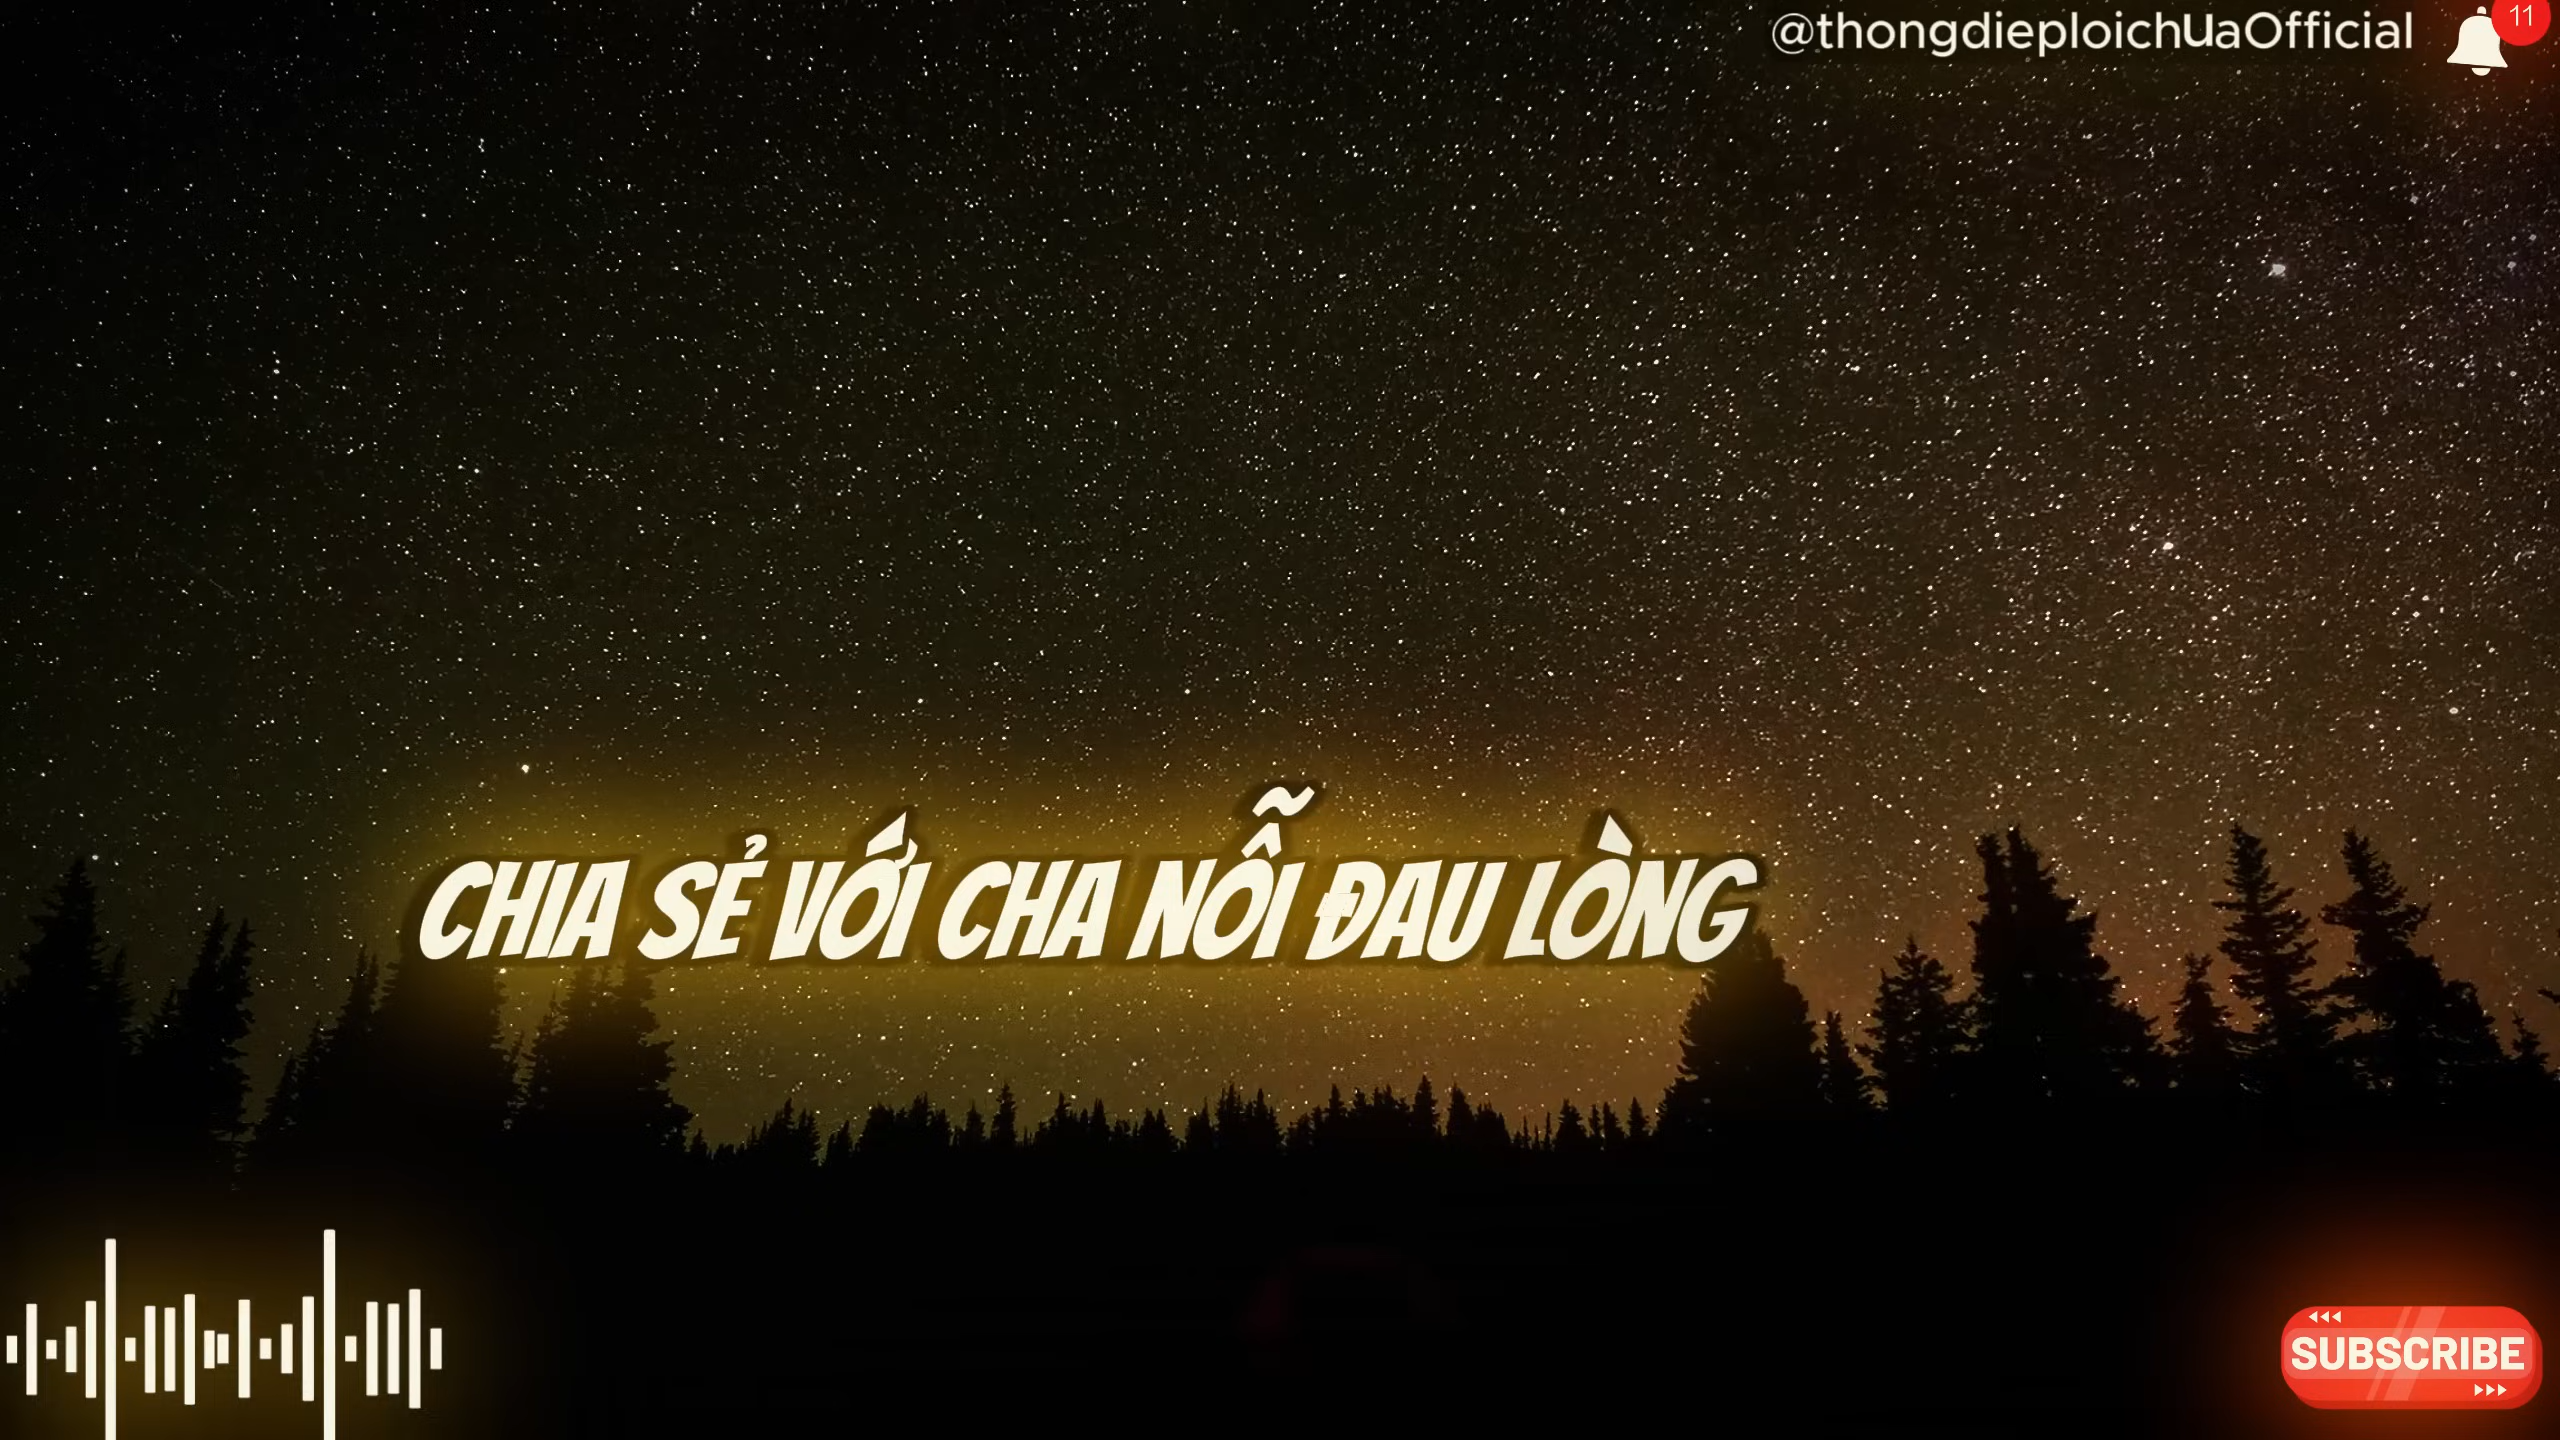 @thongdieploichuaOfficial
11
CHIA SẺ VỚI CHA NỖI ĐAU LÒNG
SUBSCRIBE